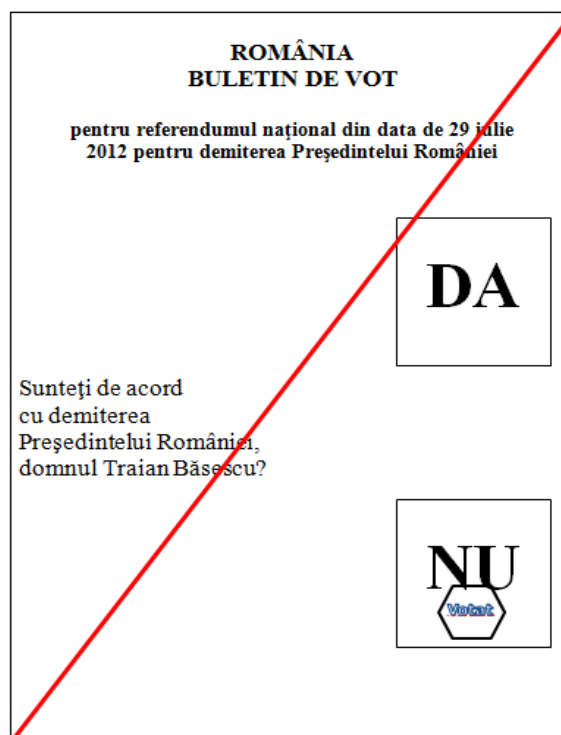 ROMÂNIA
BULETIN DE VOT
pentru referendumul naţional din data de 29 iulie
2012 pentru demiterea Preşedintelui României
DA
Sunteţi de acord
cu demiterea
Preşedintelui României,
domnul Traian Băsescu?
NU
Votat